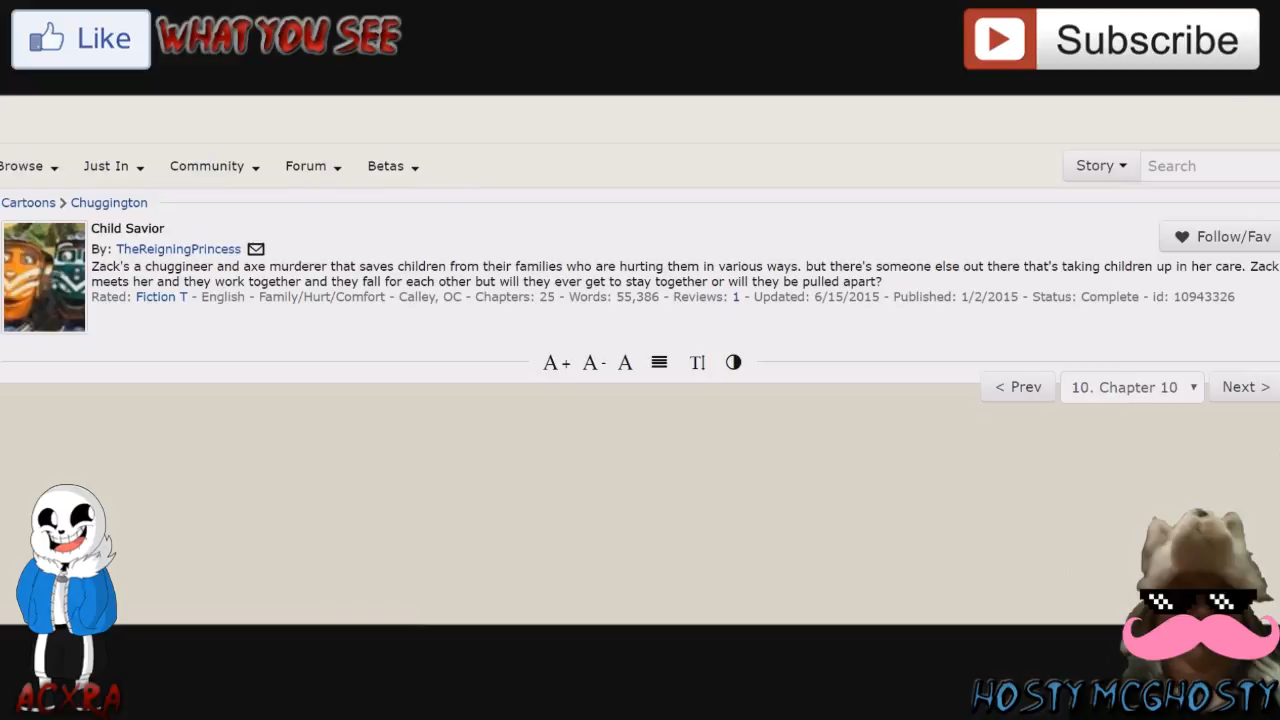 Like WHAT YOU SEE Subscribe
Browse Just In Community Forum Betas Story Search
Cartoons > Chuggington
Child Savior
By: TheReigningPrincess Follow/Fav
Zack's a chuggineer and axe murderer that saves children from their families who are hurting them in various ways. but there's someone else out there that's taking children up in her care. Zack
meets her and they work together and they fall for each other but will they ever get to stay together or will they be pulled apart?
Rated: Fiction T - English - Family/Hurt/Comfort - Calley, OC - Chapters: 25 - Words: 55,386 - Reviews: 1 - Updated: 6/15/2015 - Published: 1/2/2015 - Status: Complete - id: 10943326
A+ A- A T
< Prev 10. Chapter 10 Next >
ACXRA HOSTY MCGHOSTY